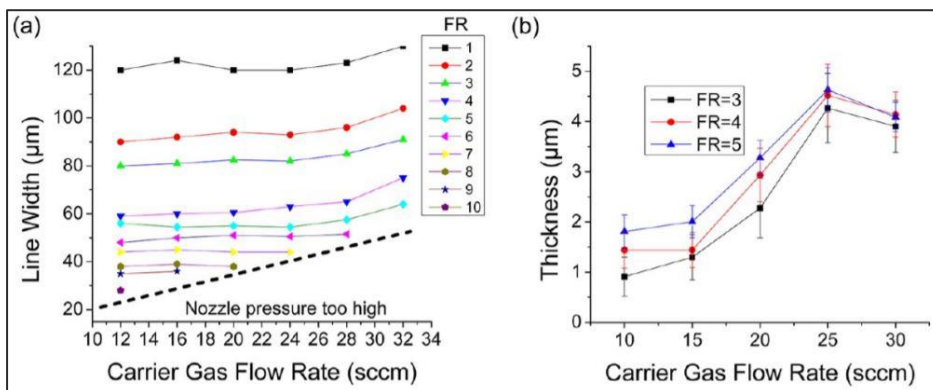 (a)
FR
1
2
3
4
5
6
7
8
9
10
120
100
80
60
40
20
Line Width (μm)
Nozzle pressure too high
10 12 14 16 18 20 22 24 26 28 30 32 34
Carrier Gas Flow Rate (sccm)
(b)
FR=3
FR=4
FR=5
5
4
3
2
1
0
Thickness (μm)
10 15 20 25 30
Carrier Gas Flow Rate (sccm)